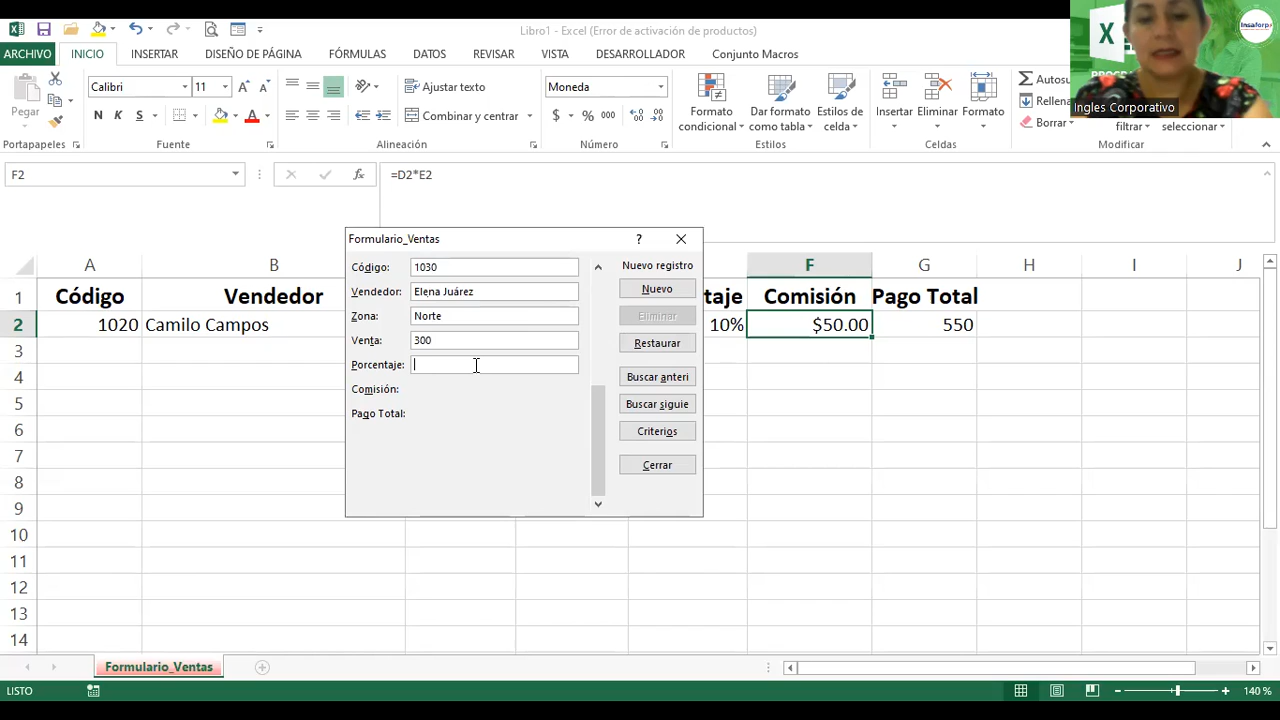 Libro1 - Excel (Error de activación de productos)
Insaforp
ARCHIVO INICIO INSERTAR DISEÑO DE PÁGINA FÓRMULAS DATOS REVISAR VISTA DESARROLLADOR Conjunto Macros
Pegar
Calibri 11
N K S
Ajustar texto
Combinar y centrar
Moneda
$ % 000
Formato condicional
Dar formato como tabla
Estilos de celda
Insertar
Eliminar
Formato
Autosu
Rellena
Borrar
filtrar
seleccionar
Ingles Corporativo
Portapapeles Fuente Alineación Número Estilos Celdas Modificar
F2 fx =D2*E2
Formulario_Ventas ? ×
Código: 1030
Vendedor: Elena Juárez
Zona: Norte
Venta: 300
Porcentaje:
Comisión:
Pago Total:
Nuevo registro
Nuevo
Eliminar
Restaurar
Buscar anteri
Buscar siguie
Criterios
Cerrar
A B F G H I J
1 Código Vendedor taje Comisión Pago Total
2 1020 Camilo Campos 10% $50.00 550
3
4
5
6
7
8
9
10
11
12
13
14
Formulario_Ventas
LISTO 140 %